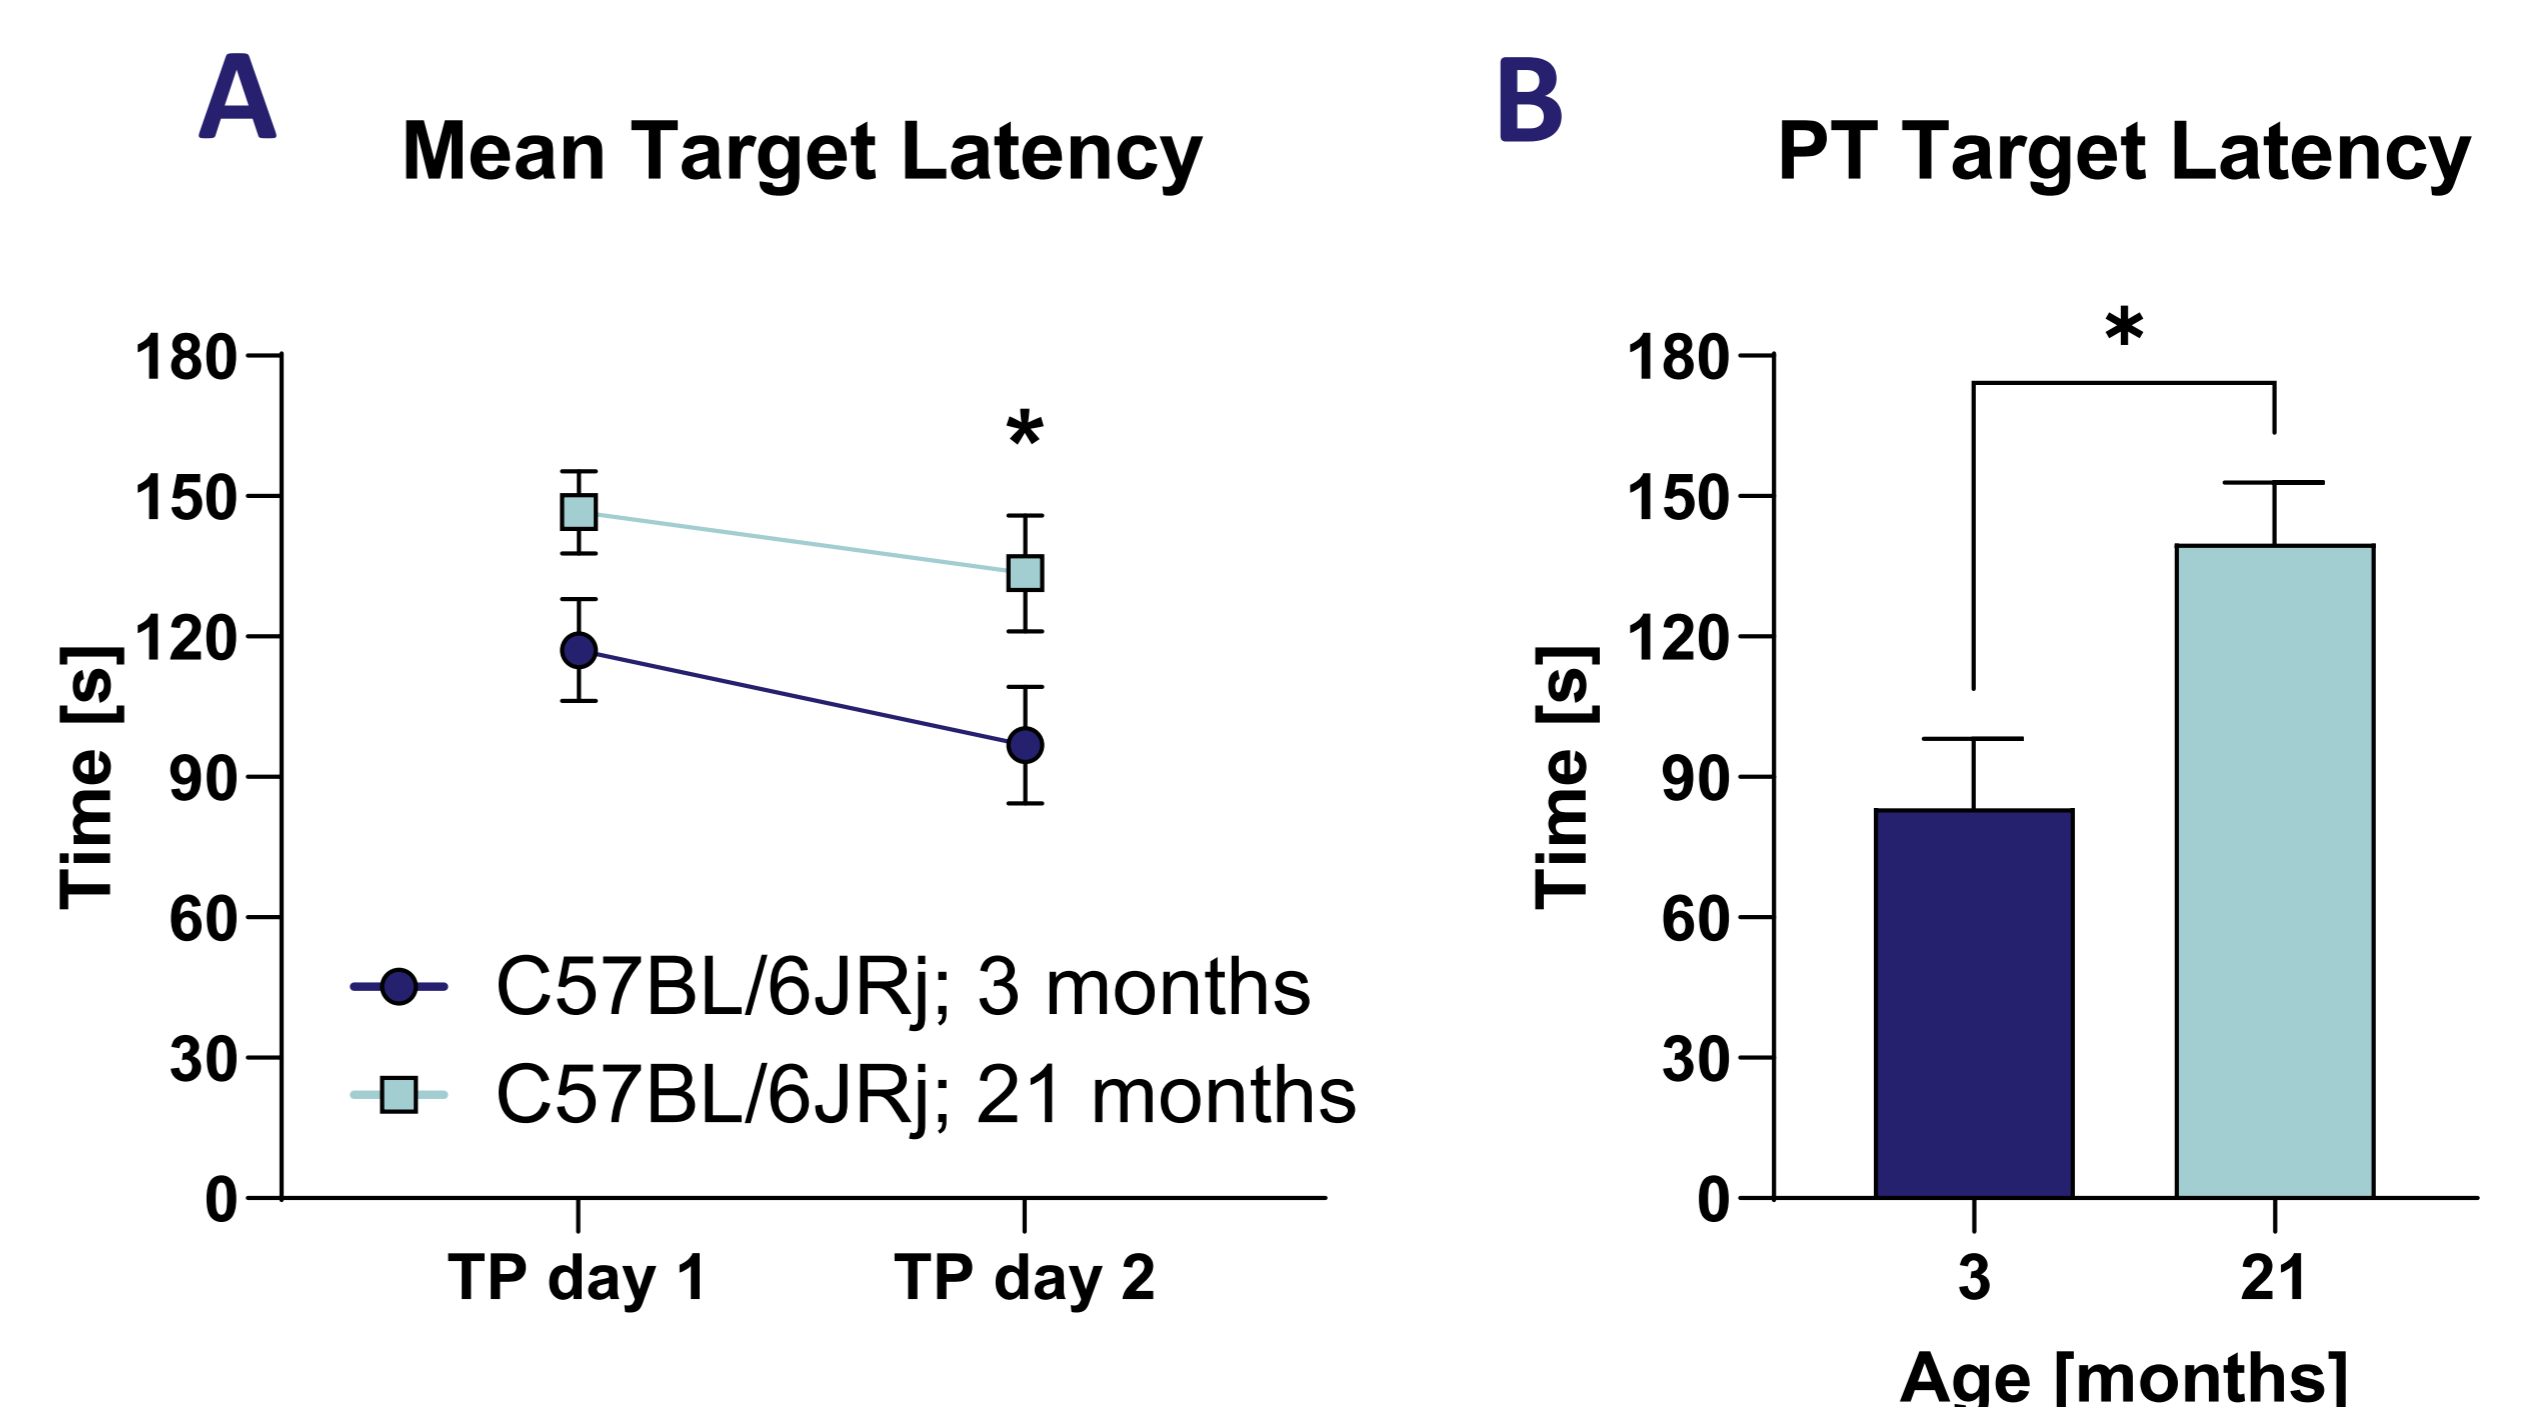 A
Mean Target Latency
180
150
120
90
60
30
0
Time [s]
*
C57BL/6JRj; 3 months
C57BL/6JRj; 21 months
TP day 1
TP day 2
B
PT Target Latency
180
150
120
90
60
30
0
Time [s]
*
3
21
Age [months]